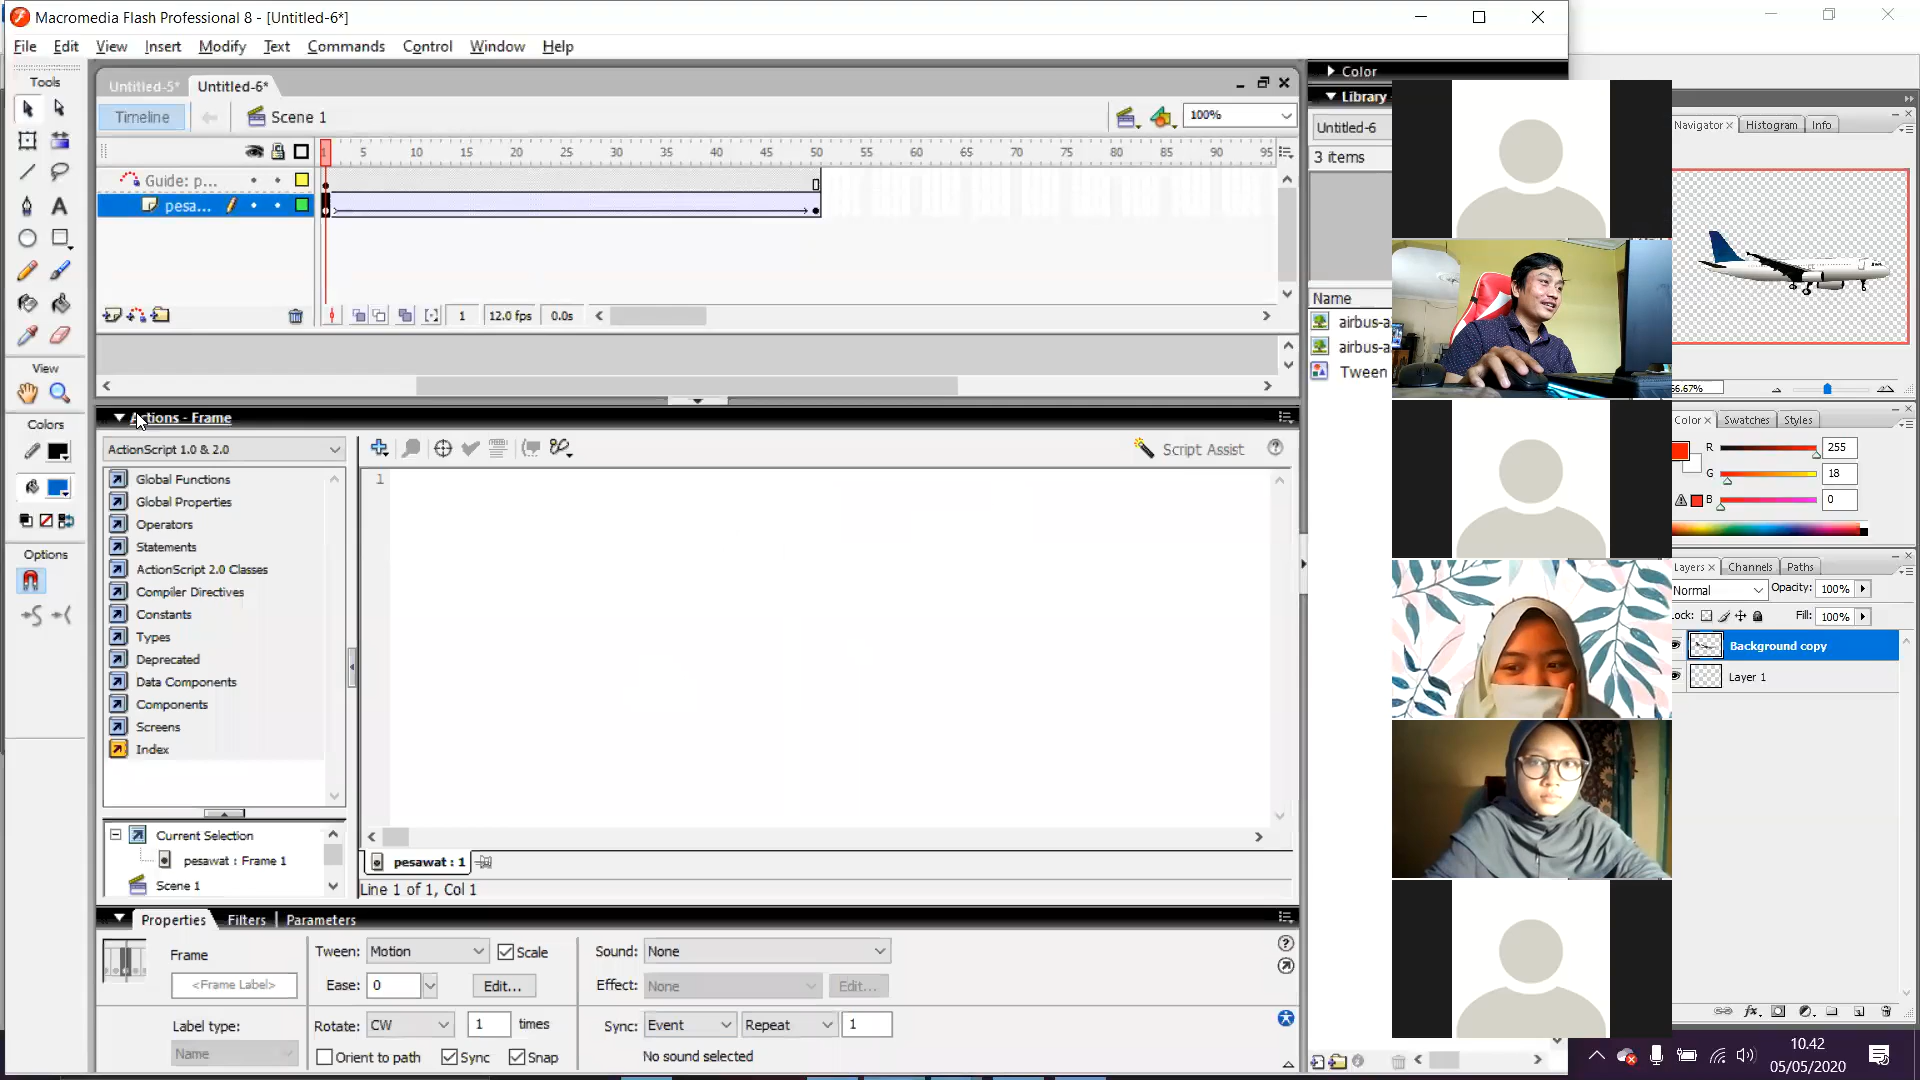 Macromedia Flash Professional 8 - [Untitled-6*]
File Edit View Insert Modify Text Commands Control Window Help
Tools
View
Colors
Options
Untitled-5* Untitled-6*
Timeline
Scene 1
100%
1 5 10 15 20 25 30 35 40 45 50 55 60 65 70 75 80 85 90 95
Guide: p...
pesa...
1 12.0 fps 0.0s
Actions - Frame
ActionScript 1.0 & 2.0
Script Assist
Global Functions
Global Properties
Operators
Statements
ActionScript 2.0 Classes
Compiler Directives
Constants
Types
Deprecated
Data Components
Components
Screens
Index
1
Current Selection
pesawat : Frame 1
Scene 1
pesawat : 1
Line 1 of 1, Col 1
Properties Filters Parameters
Frame
<Frame Label>
Label type:
Name
Tween: Motion Scale
Ease: 0 Edit...
Rotate: CW 1 times
Orient to path Sync Snap
Sound: None
Effect: None Edit...
Sync: Event Repeat 1
No sound selected
Color
Library
Untitled-6
3 items
Name
airbus-a
airbus-a
Tween
Navigator Histogram Info
66.67%
Color Swatches Styles
R 255
G 18
B 0
Layers Channels Paths
Normal Opacity: 100%
Lock: Fill: 100%
Background copy
Layer 1
10.42
05/05/2020